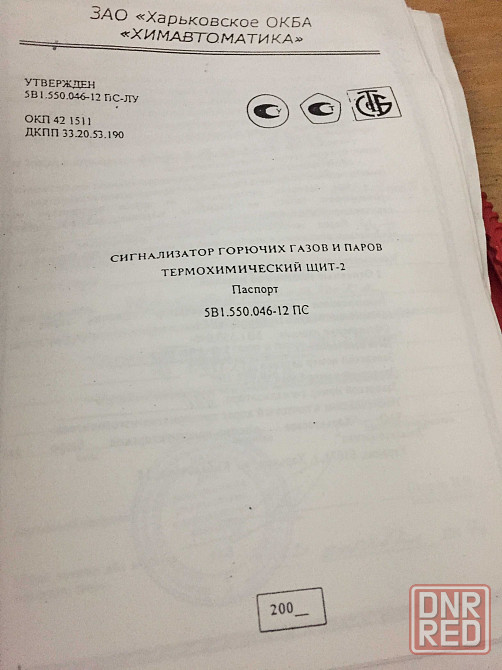 ЗАО «Харьковское ОКБА
«ХИМАВТОМАТИКА»
УТВЕРЖДЕН
5В1.550.046-12 ПС-ЛУ
ОКП 42 1511
ДКПП 33.20.53.190
СИГНАЛИЗАТОР ГОРЮЧИХ ГАЗОВ И ПАРОВ
ТЕРМОХИМИЧЕСКИЙ ЩИТ-2
Паспорт
5В1.550.046-12 ПС
200__
DNR
RED